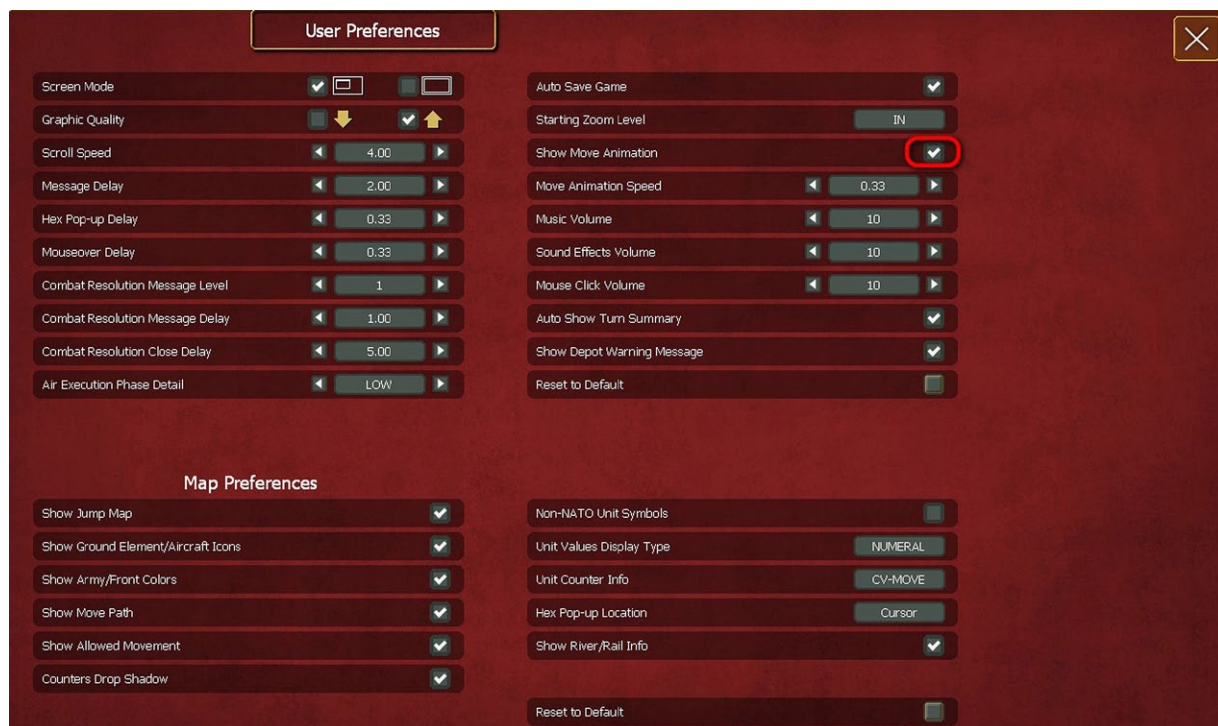 User Preferences
Screen Mode
Graphic Quality
Scroll Speed 4.00
Message Delay 2.00
Hex Pop-up Delay 0.33
Mouseover Delay 0.33
Combat Resolution Message Level 1
Combat Resolution Message Delay 1.00
Combat Resolution Close Delay 5.00
Air Execution Phase Detail LOW
Auto Save Game
Starting Zoom Level IN
Show Move Animation
Move Animation Speed 0.33
Music Volume 10
Sound Effects Volume 10
Mouse Click Volume 10
Auto Show Turn Summary
Show Depot Warning Message
Reset to Default
Map Preferences
Show Jump Map
Show Ground Element/Aircraft Icons
Show Army/Front Colors
Show Move Path
Show Allowed Movement
Counters Drop Shadow
Non-NATO Unit Symbols
Unit Values Display Type NUMERAL
Unit Counter Info CV-MOVE
Hex Pop-up Location Cursor
Show River/Rail Info
Reset to Default